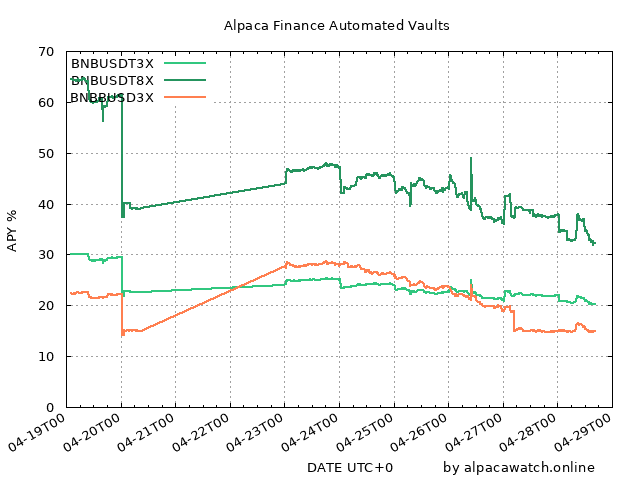 Alpaca Finance Automated Vaults
BNBUSDT3X
BNBUSDT8X
BNBBUSD3X
70
60
50
40
30
20
10
0
APY %
04-19T00
04-20T00
04-21T00
04-22T00
04-23T00
04-24T00
04-25T00
04-26T00
04-27T00
04-28T00
04-29T00
DATE UTC+0
by alpacawatch.online